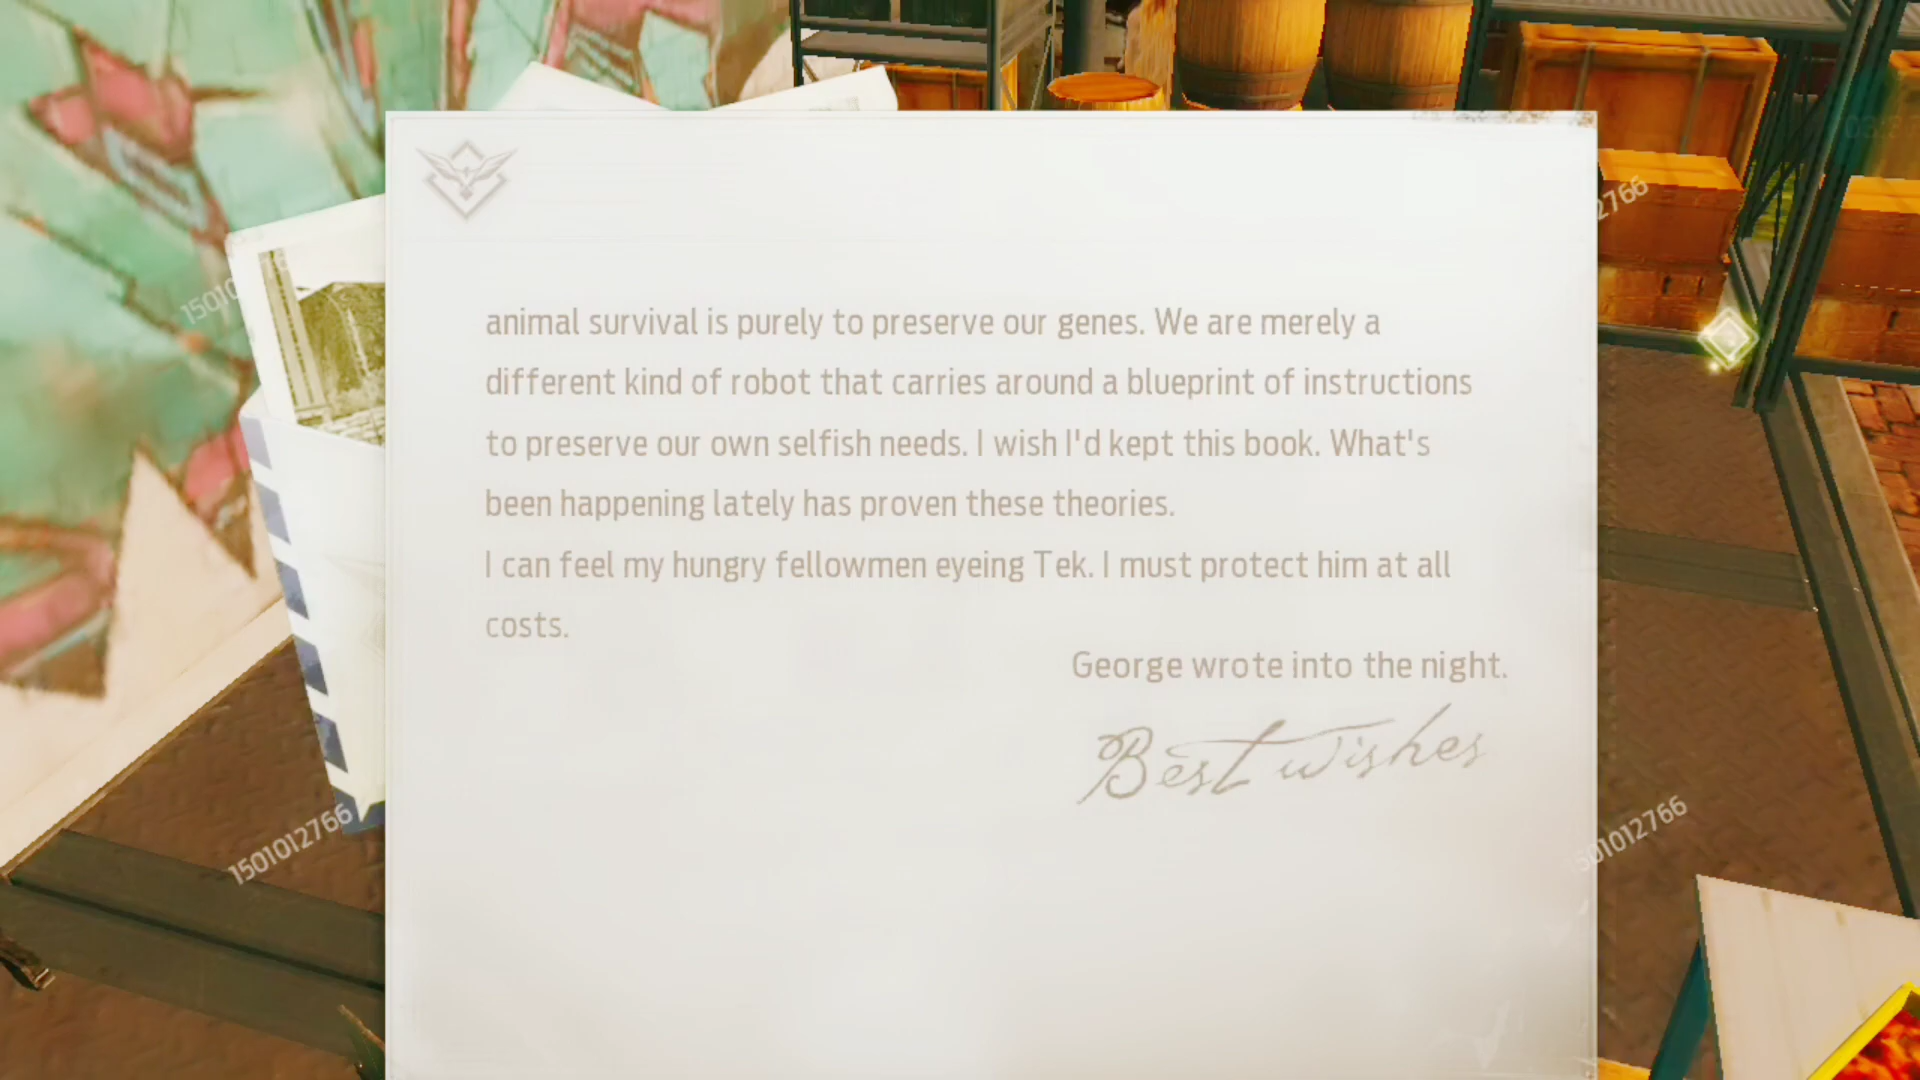 animal survival is purely to preserve our genes. We are merely a
different kind of robot that carries around a blueprint of instructions
to preserve our own selfish needs. I wish I'd kept this book. What's
been happening lately has proven these theories.
I can feel my hungry fellowmen eyeing Tek. I must protect him at all
costs.
George wrote into the night.
Best wishes
2766
15010
1501012766
1501012766